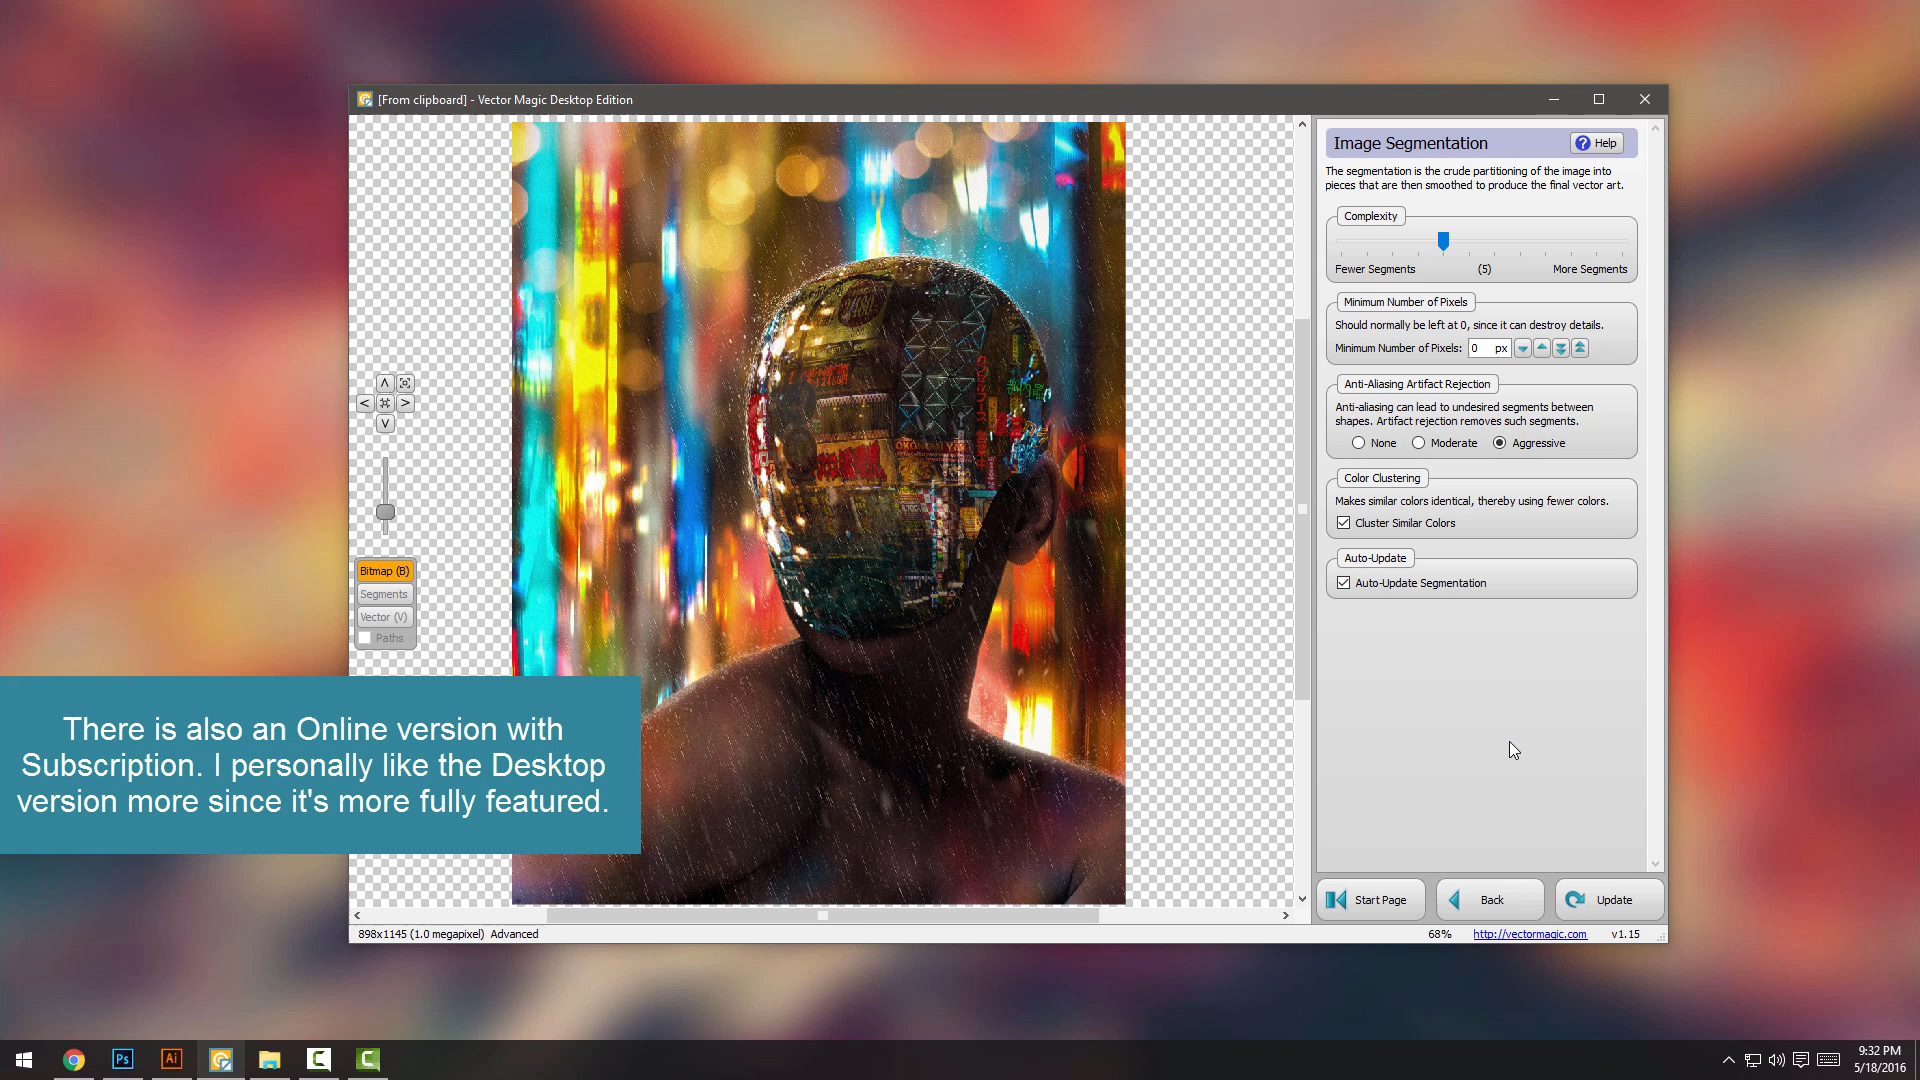 [From clipboard] - Vector Magic Desktop Edition
Image Segmentation
? Help
The segmentation is the crude partitioning of the image into
pieces that are then smoothed to produce the final vector art.
Complexity
Fewer Segments (5) More Segments
Minimum Number of Pixels
Should normally be left at 0, since it can destroy details.
Minimum Number of Pixels: 0 px
Anti-Aliasing Artifact Rejection
Anti-aliasing can lead to undesired segments between
shapes. Artifact rejection removes such segments.
None Moderate Aggressive
Color Clustering
Makes similar colors identical, thereby using fewer colors.
Cluster Similar Colors
Auto-Update
Auto-Update Segmentation
Bitmap (B)
Segments
Vector (V)
Paths
There is also an Online version with
Subscription. I personally like the Desktop
version more since it's more fully featured.
Start Page Back Update
898x1145 (1.0 megapixel) Advanced
68% http://vectormagic.com v1.15
Ps Ai
9:32 PM
5/18/2016